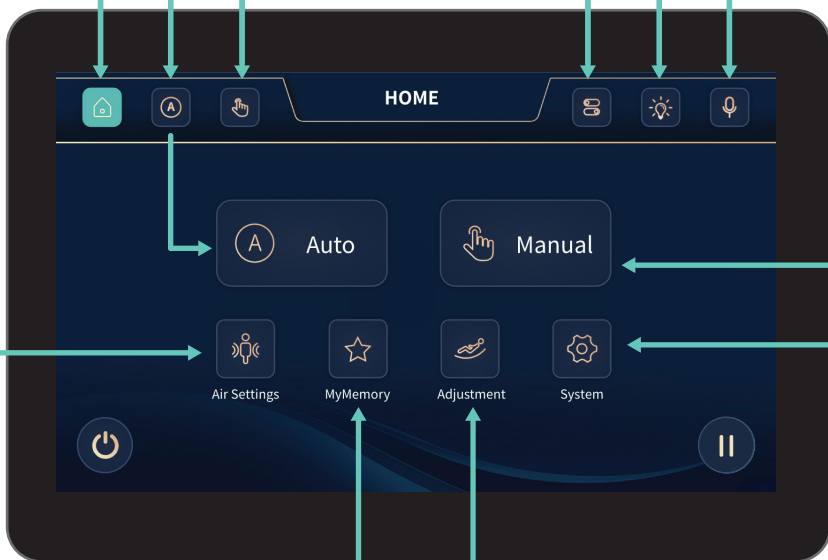 HOME
A
A Auto
Manual
Air Settings MyMemory Adjustment System